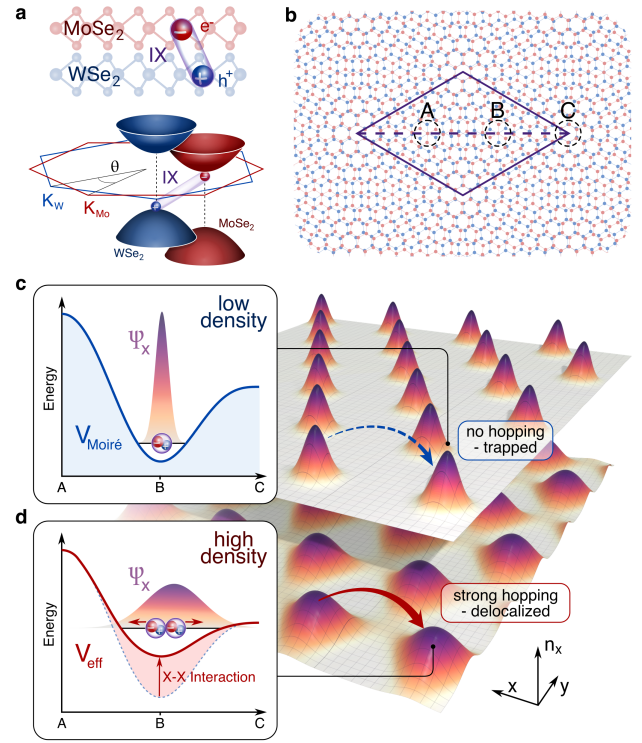 a
MoSe2
e-
IX
WSe2
h+
θ
IX
KW
KMo
MoSe2
WSe2
b
A
B
C
c
low
density
Ψx
Energy
VMoiré
A
B
C
no hopping
- trapped
d
high
density
Ψx
Energy
Veff
X-X Interaction
A
B
C
strong hopping
- delocalized
nx
x
y